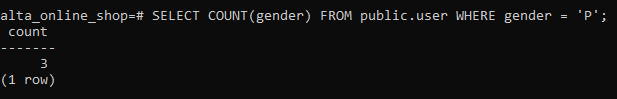 alta_online_shop=# SELECT COUNT(gender) FROM public.user WHERE gender = 'P';
 count
-------
     3
(1 row)